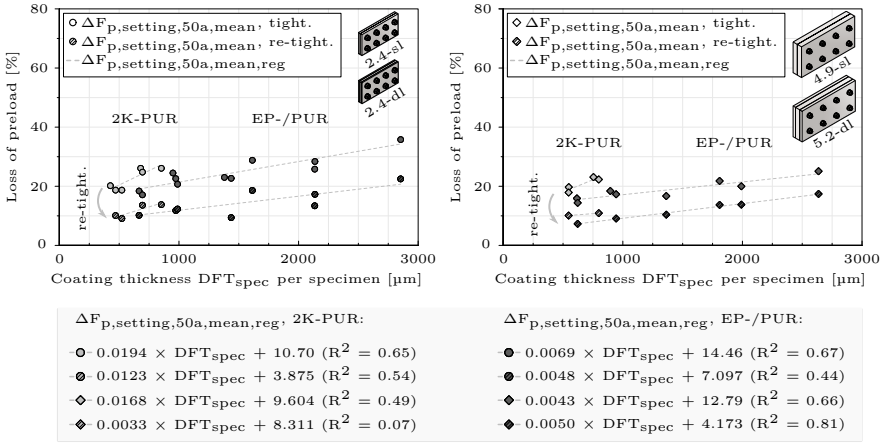 80
60
40
20
0
Loss of preload [%]
ΔFp,setting,50a,mean, tight.
ΔFp,setting,50a,mean, re-tight.
ΔFp,setting,50a,mean,reg
2.4-sl
2.4-dl
2K-PUR
EP-/PUR
re-tight.
0
1000
2000
3000
Coating thickness DFTspec per specimen [µm]
80
60
40
20
0
Loss of preload [%]
ΔFp,setting,50a,mean, tight.
ΔFp,setting,50a,mean, re-tight.
ΔFp,setting,50a,mean,reg
4.9-sl
5.2-dl
2K-PUR
EP-/PUR
re-tight.
0
1000
2000
3000
Coating thickness DFTspec per specimen [µm]
ΔFp,setting,50a,mean,reg, 2K-PUR:
0.0194 × DFTspec + 10.70 (R² = 0.65)
0.0123 × DFTspec + 3.875 (R² = 0.54)
0.0168 × DFTspec + 9.604 (R² = 0.49)
0.0033 × DFTspec + 8.311 (R² = 0.07)
ΔFp,setting,50a,mean,reg, EP-/PUR:
0.0069 × DFTspec + 14.46 (R² = 0.67)
0.0048 × DFTspec + 7.097 (R² = 0.44)
0.0043 × DFTspec + 12.79 (R² = 0.66)
0.0050 × DFTspec + 4.173 (R² = 0.81)